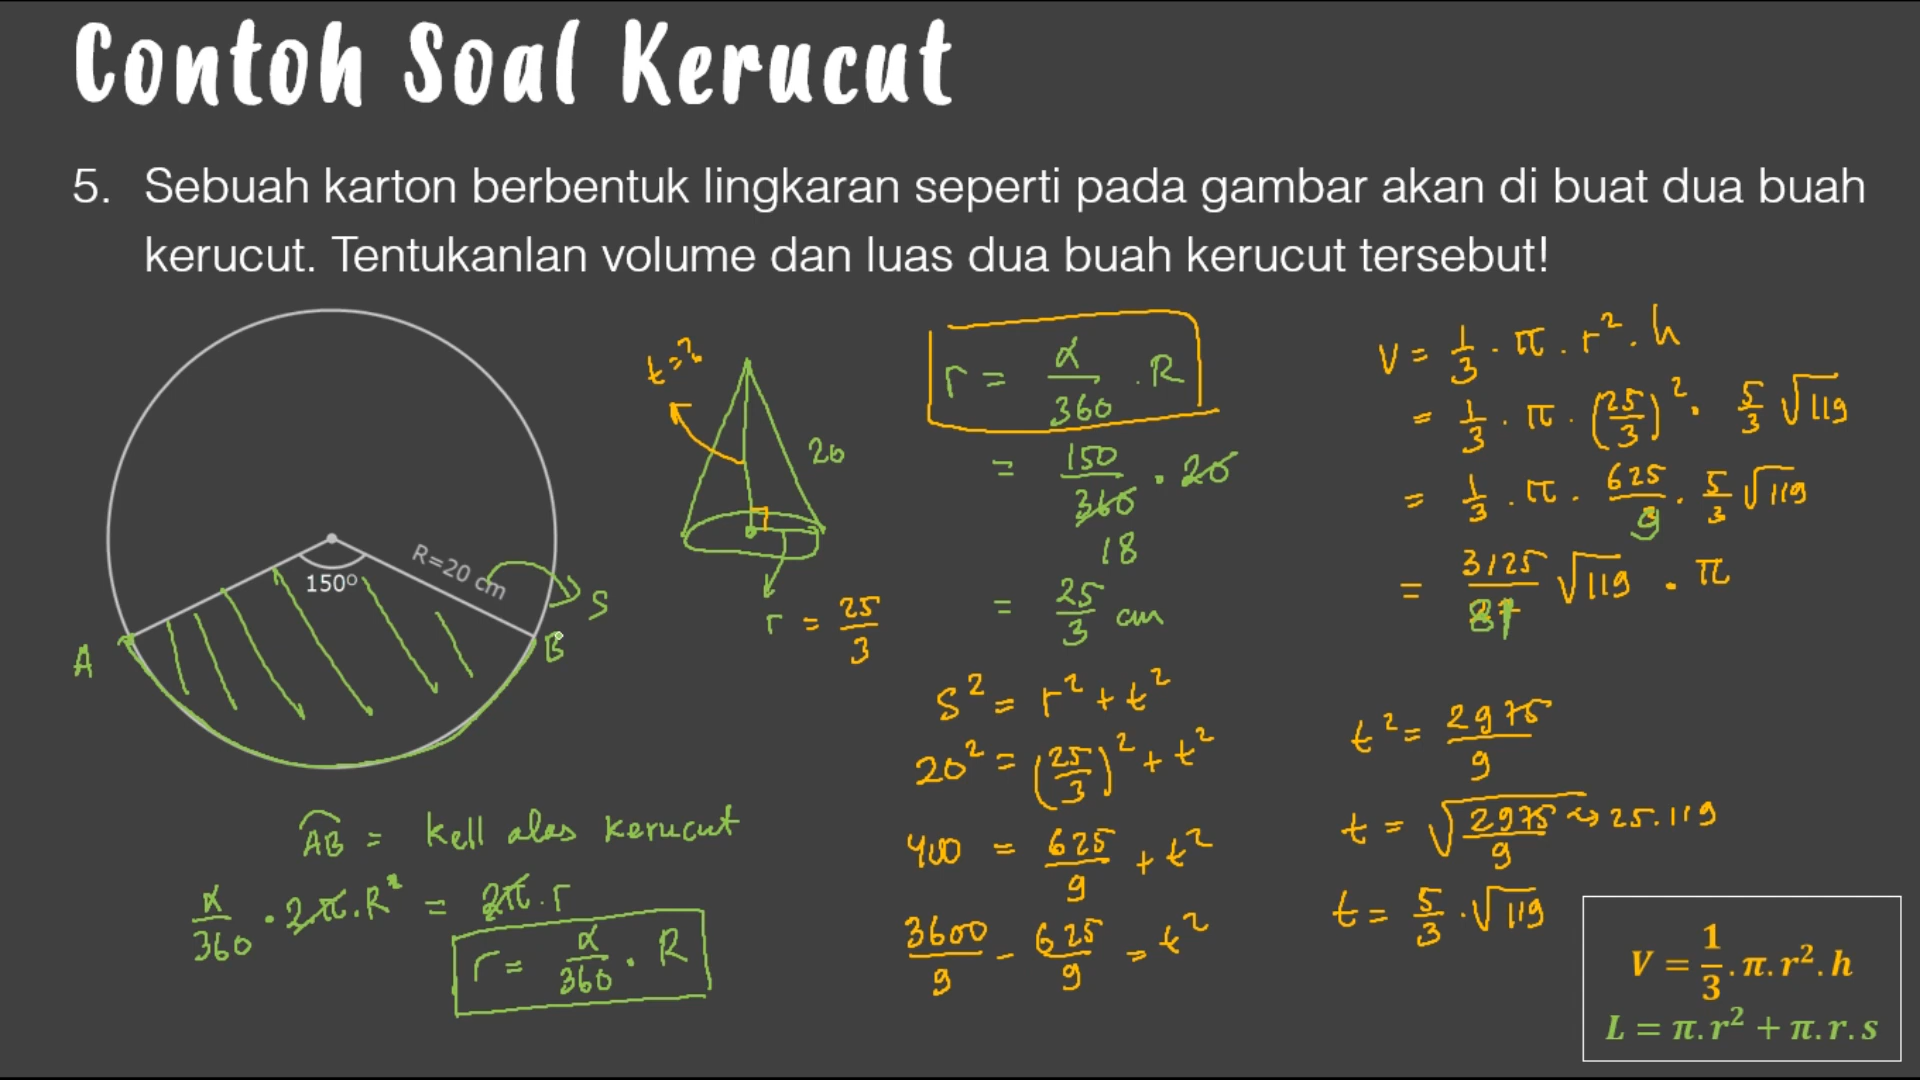 Contoh Soal Kerucut
5. Sebuah karton berbentuk lingkaran seperti pada gambar akan di buat dua buah
kerucut. Tentukanlan volume dan luas dua buah kerucut tersebut!
150°
R=20 cm
S
A
B
t=?
20
r = 25/3
AB = kell alas kerucut
α/360 . 2π.R² = 2π.r
r = α/360 . R
r = α/360 . R
= 150/360 . 20
18
= 25/3 cm
s² = r² + t²
20² = (25/3)² + t²
400 = 625/9 + t²
3600/9 - 625/9 = t²
V = 1/3 . π . r² . h
= 1/3 . π . (25/3)² . 5/3 √119
= 1/3 . π . 625/9 . 5/3 √119
= 3125/81 √119 . π
t² = 2975/9
t = √2975/9 → 25.119
t = 5/3 . √119
V = 1/3 . π. r². h
L = π. r² + π. r. s